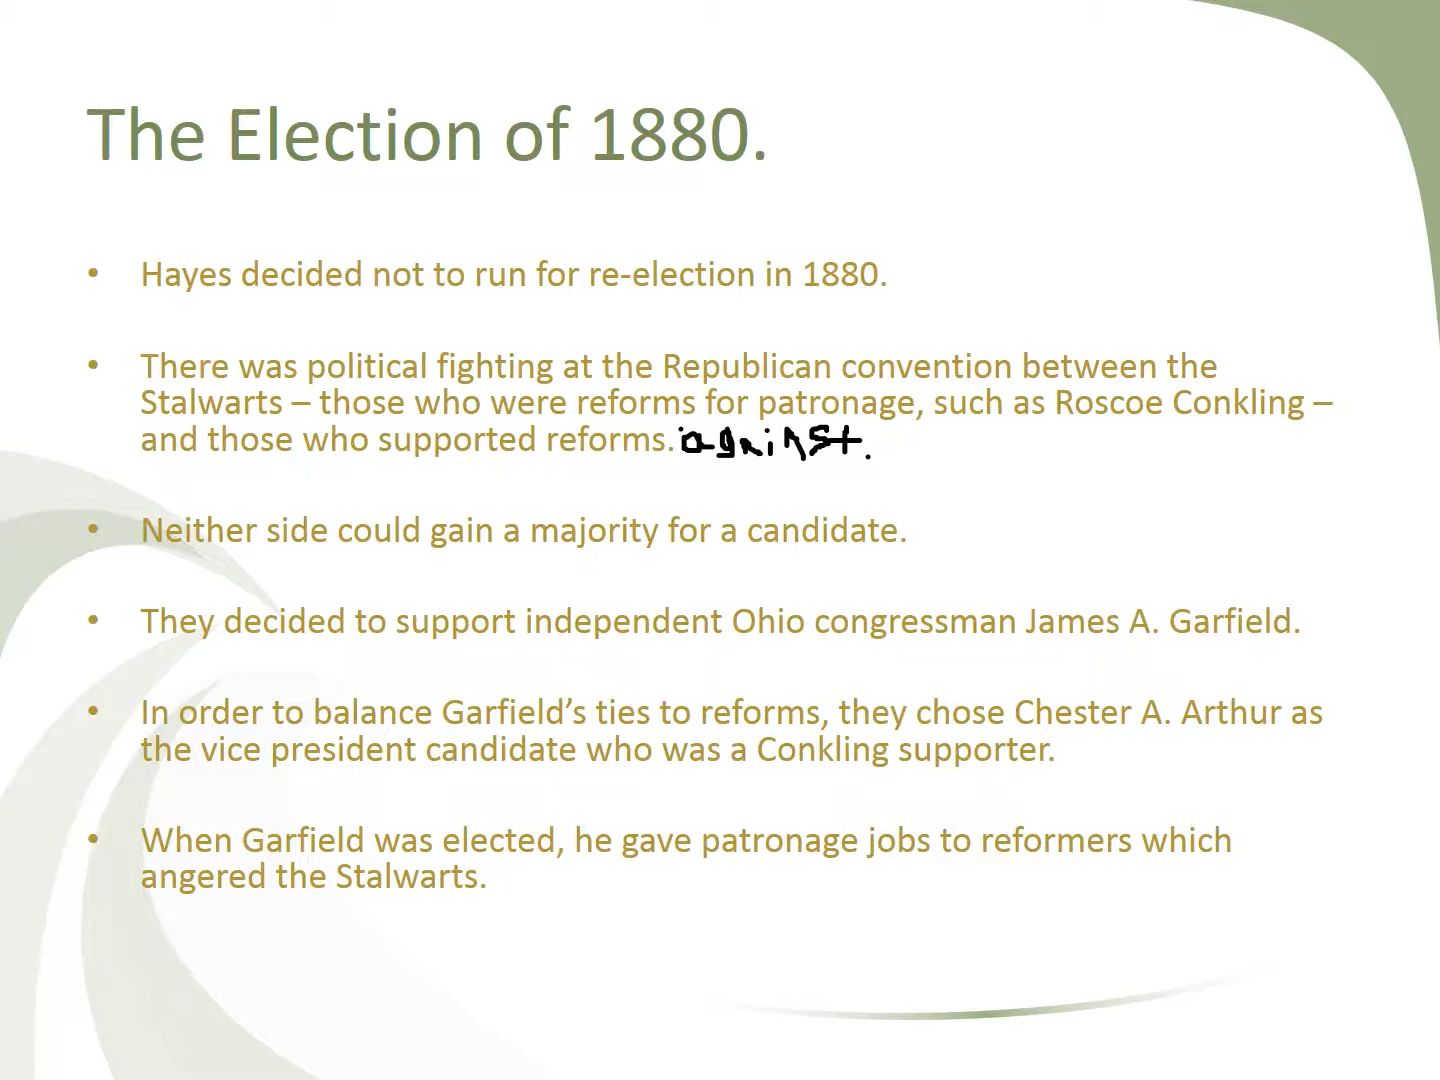 The Election of 1880.
• Hayes decided not to run for re-election in 1880.
• There was political fighting at the Republican convention between the
Stalwarts – those who were reforms for patronage, such as Roscoe Conkling –
and those who supported reforms. against.
• Neither side could gain a majority for a candidate.
• They decided to support independent Ohio congressman James A. Garfield.
• In order to balance Garfield’s ties to reforms, they chose Chester A. Arthur as
the vice president candidate who was a Conkling supporter.
• When Garfield was elected, he gave patronage jobs to reformers which
angered the Stalwarts.